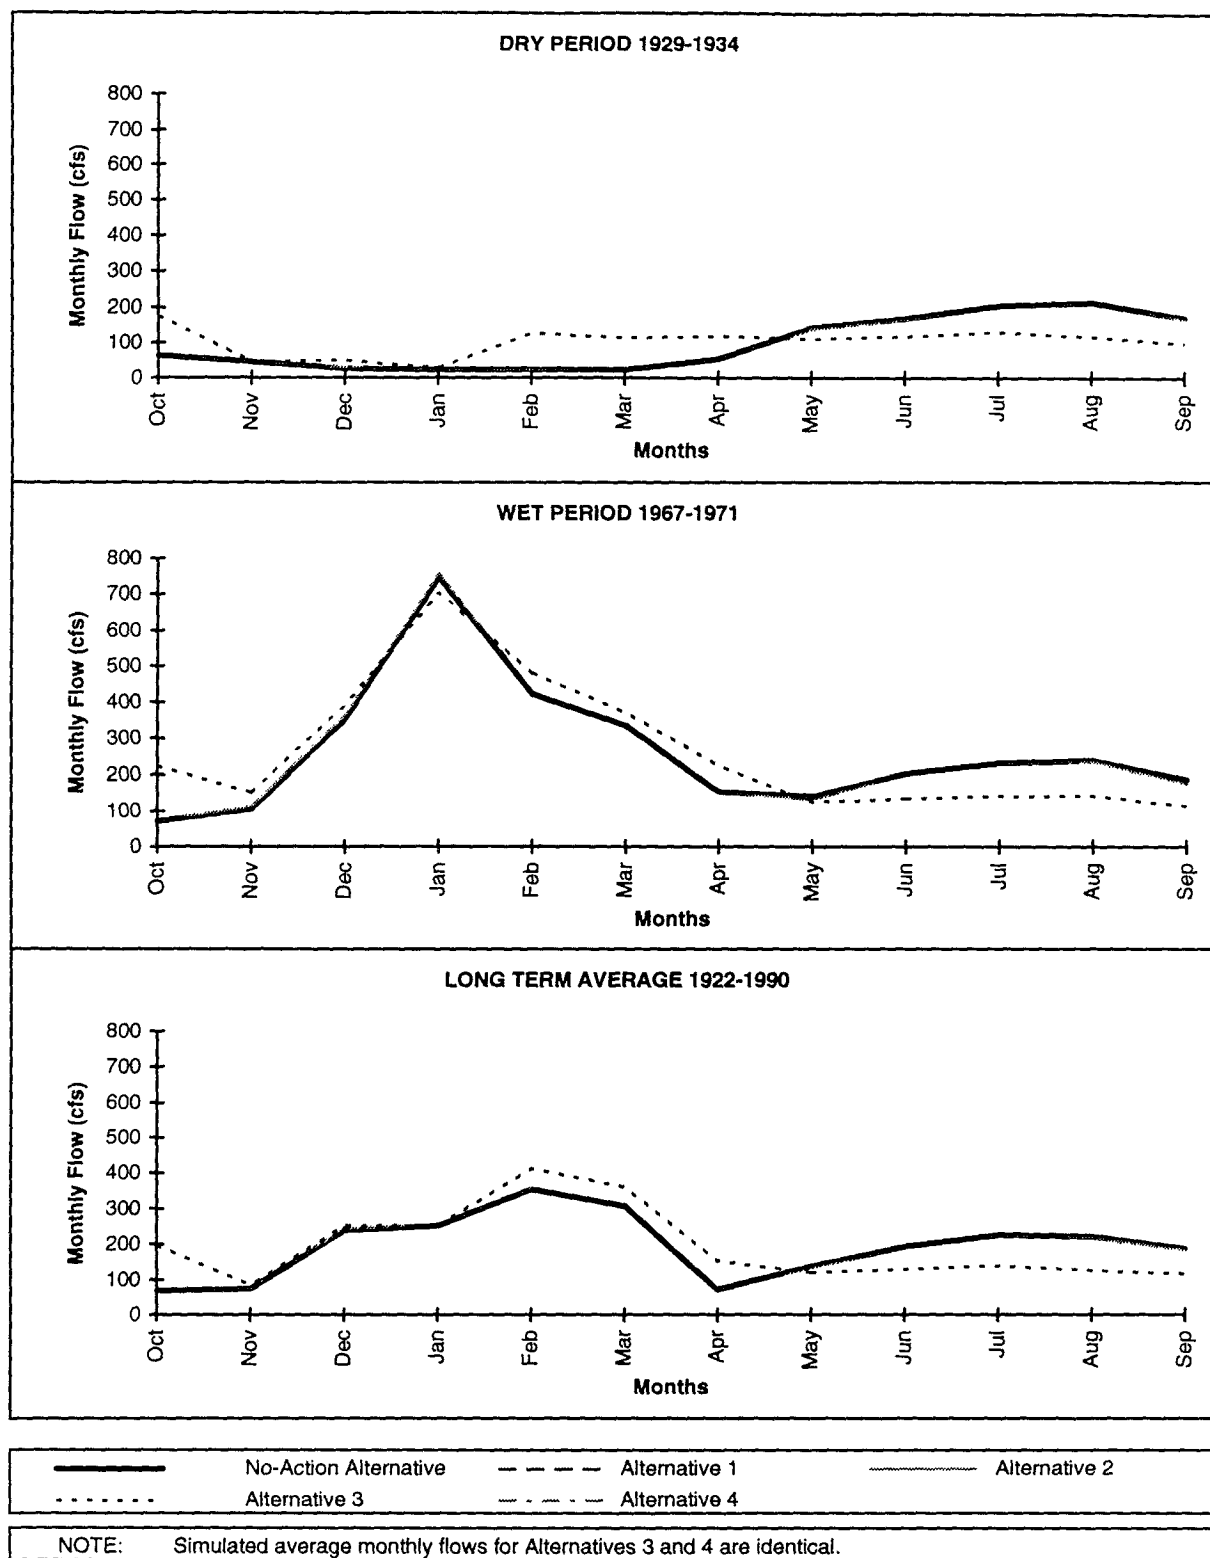 DRY PERIOD 1929-1934
Monthly Flow (cfs)
800
700
600
500
400
300
200
100
0
Oct Nov Dec Jan Feb Mar Apr May Jun Jul Aug Sep
Months
WET PERIOD 1967-1971
Monthly Flow (cfs)
800
700
600
500
400
300
200
100
0
Oct Nov Dec Jan Feb Mar Apr May Jun Jul Aug Sep
Months
LONG TERM AVERAGE 1922-1990
Monthly Flow (cfs)
800
700
600
500
400
300
200
100
0
Oct Nov Dec Jan Feb Mar Apr May Jun Jul Aug Sep
Months
No-Action Alternative Alternative 1 Alternative 2
Alternative 3 Alternative 4
NOTE: Simulated average monthly flows for Alternatives 3 and 4 are identical.